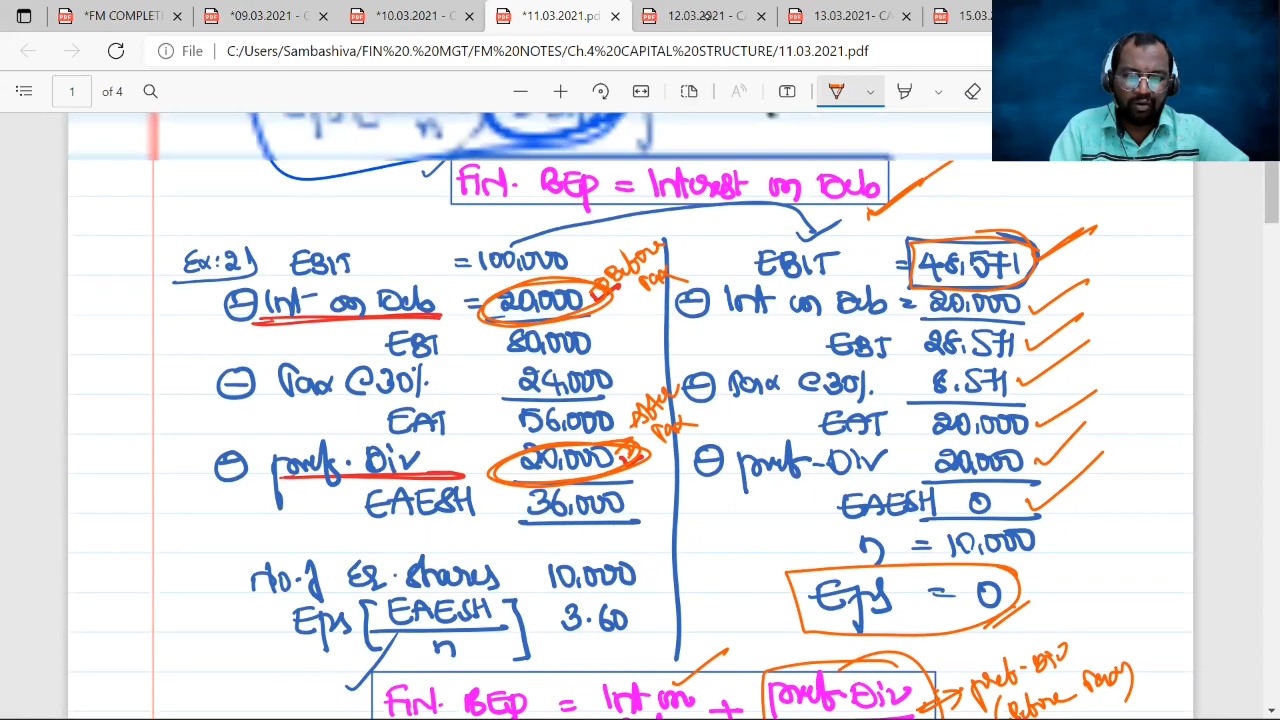 *FM COMPLETE
*09.03.2021 (
*10.03.2021 - C
*11.03.2021.pd
12.03.2021 - CA
13.03.2021- CA
15.03
File
C:/Users/Sambashiva/FIN%20.%20MGT/FM%20NOTES/Ch.4%20CAPITAL%20STRUCTURE/11.03.2021.pdf
1 of 4
Fin. BEP = Interest on Deb
Ex:2) EBIT = 100,000
⊖ Int on Deb = 20,000 Before Tax
EBT 80,000
⊖ Tax @30% 24,000
EAT 56,000
⊖ pref. Div 20,000 After Tax
EAESH 36,000
No. of Eq. shares 10,000
Eps [EAESH / n] 3.60
EBIT = 48,571
⊖ Int on Deb = 20,000
EBT 28,571
⊖ Tax @30% 8,571
EAT 20,000
⊖ pref-Div 20,000
EAESH 0
n = 10,000
Eps = 0
Fin. BEP = Int on + pref-Div
pref-Div
(Before Tax)